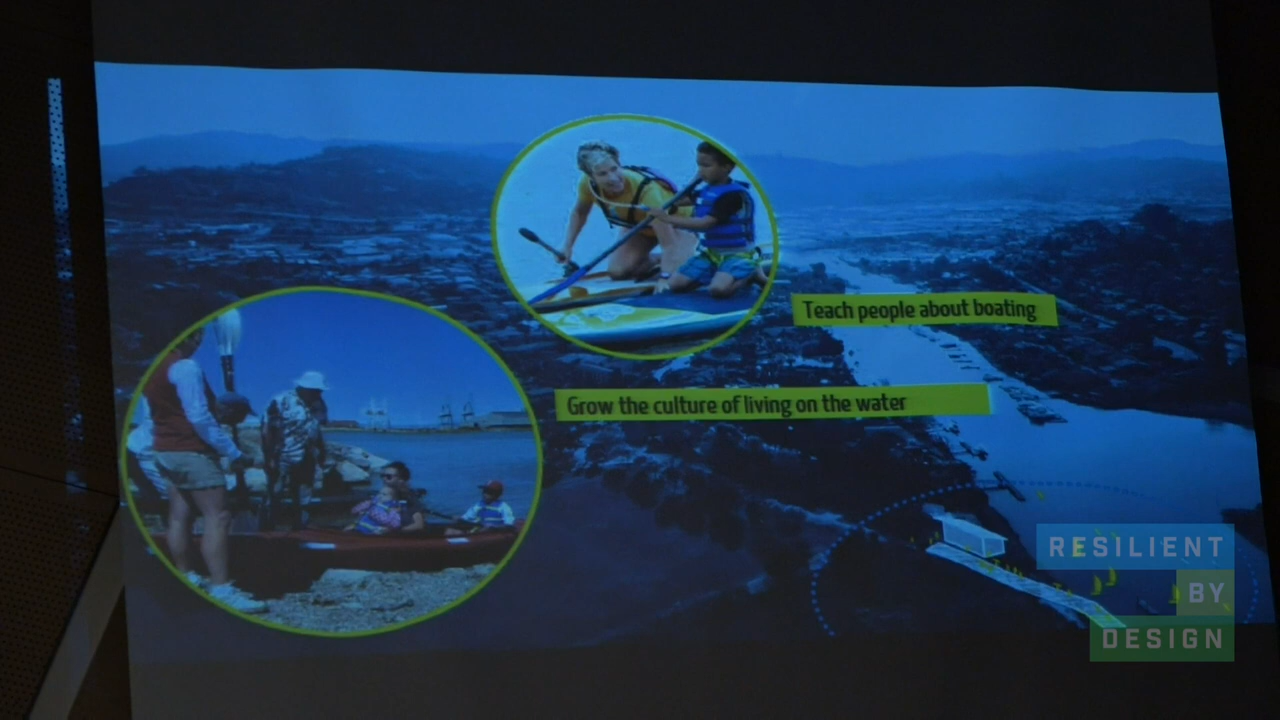 Teach people about boating
Grow the culture of living on the water
RESILIENT
BY
DESIGN